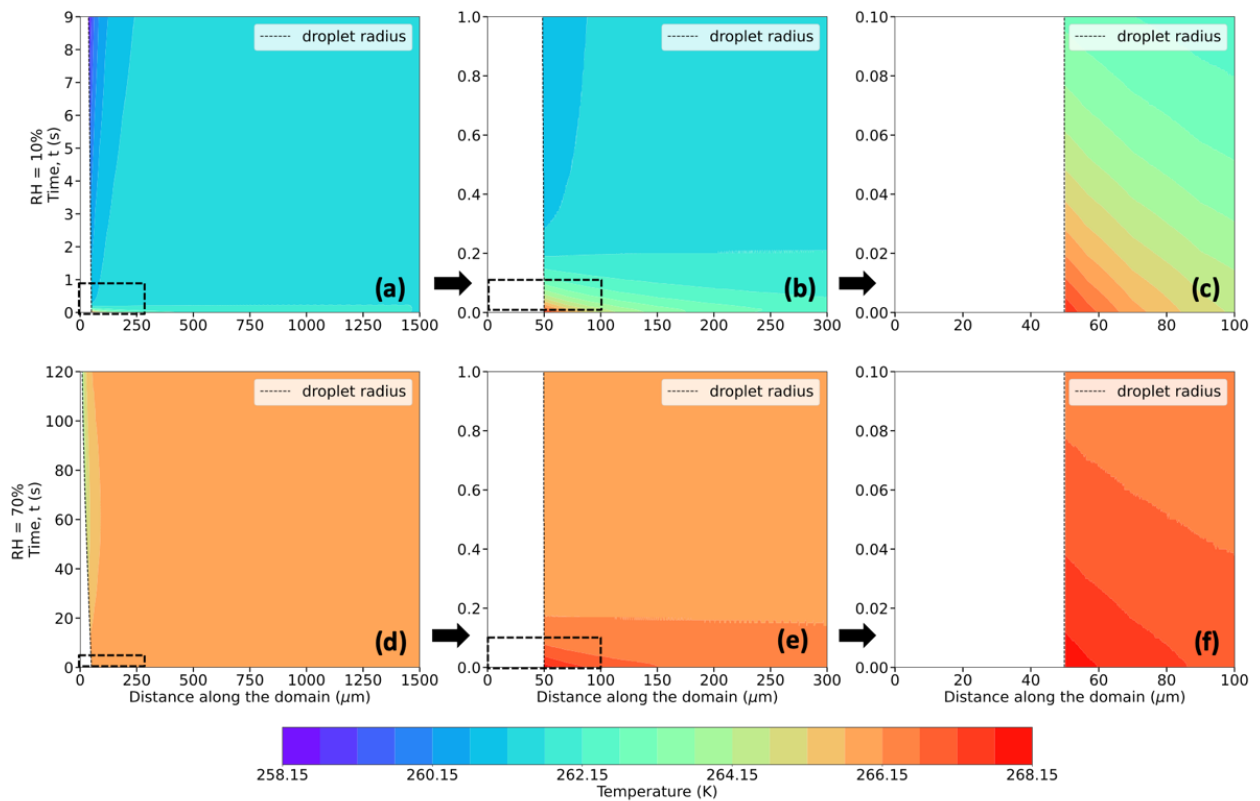 RH = 10%
Time, t (s)
9
8
7
6
5
4
3
2
1
0
droplet radius
(a)
0 250 500 750 1000 1250 1500
1.0
0.8
0.6
0.4
0.2
0.0
droplet radius
(b)
0 50 100 150 200 250 300
0.10
0.08
0.06
0.04
0.02
0.00
droplet radius
(c)
0 20 40 60 80 100
RH = 70%
Time, t (s)
120
100
80
60
40
20
0
droplet radius
(d)
0 250 500 750 1000 1250 1500
Distance along the domain (μm)
1.0
0.8
0.6
0.4
0.2
0.0
droplet radius
(e)
0 50 100 150 200 250 300
Distance along the domain (μm)
0.10
0.08
0.06
0.04
0.02
0.00
droplet radius
(f)
0 20 40 60 80 100
Distance along the domain (μm)
258.15 260.15 262.15 264.15 266.15 268.15
Temperature (K)